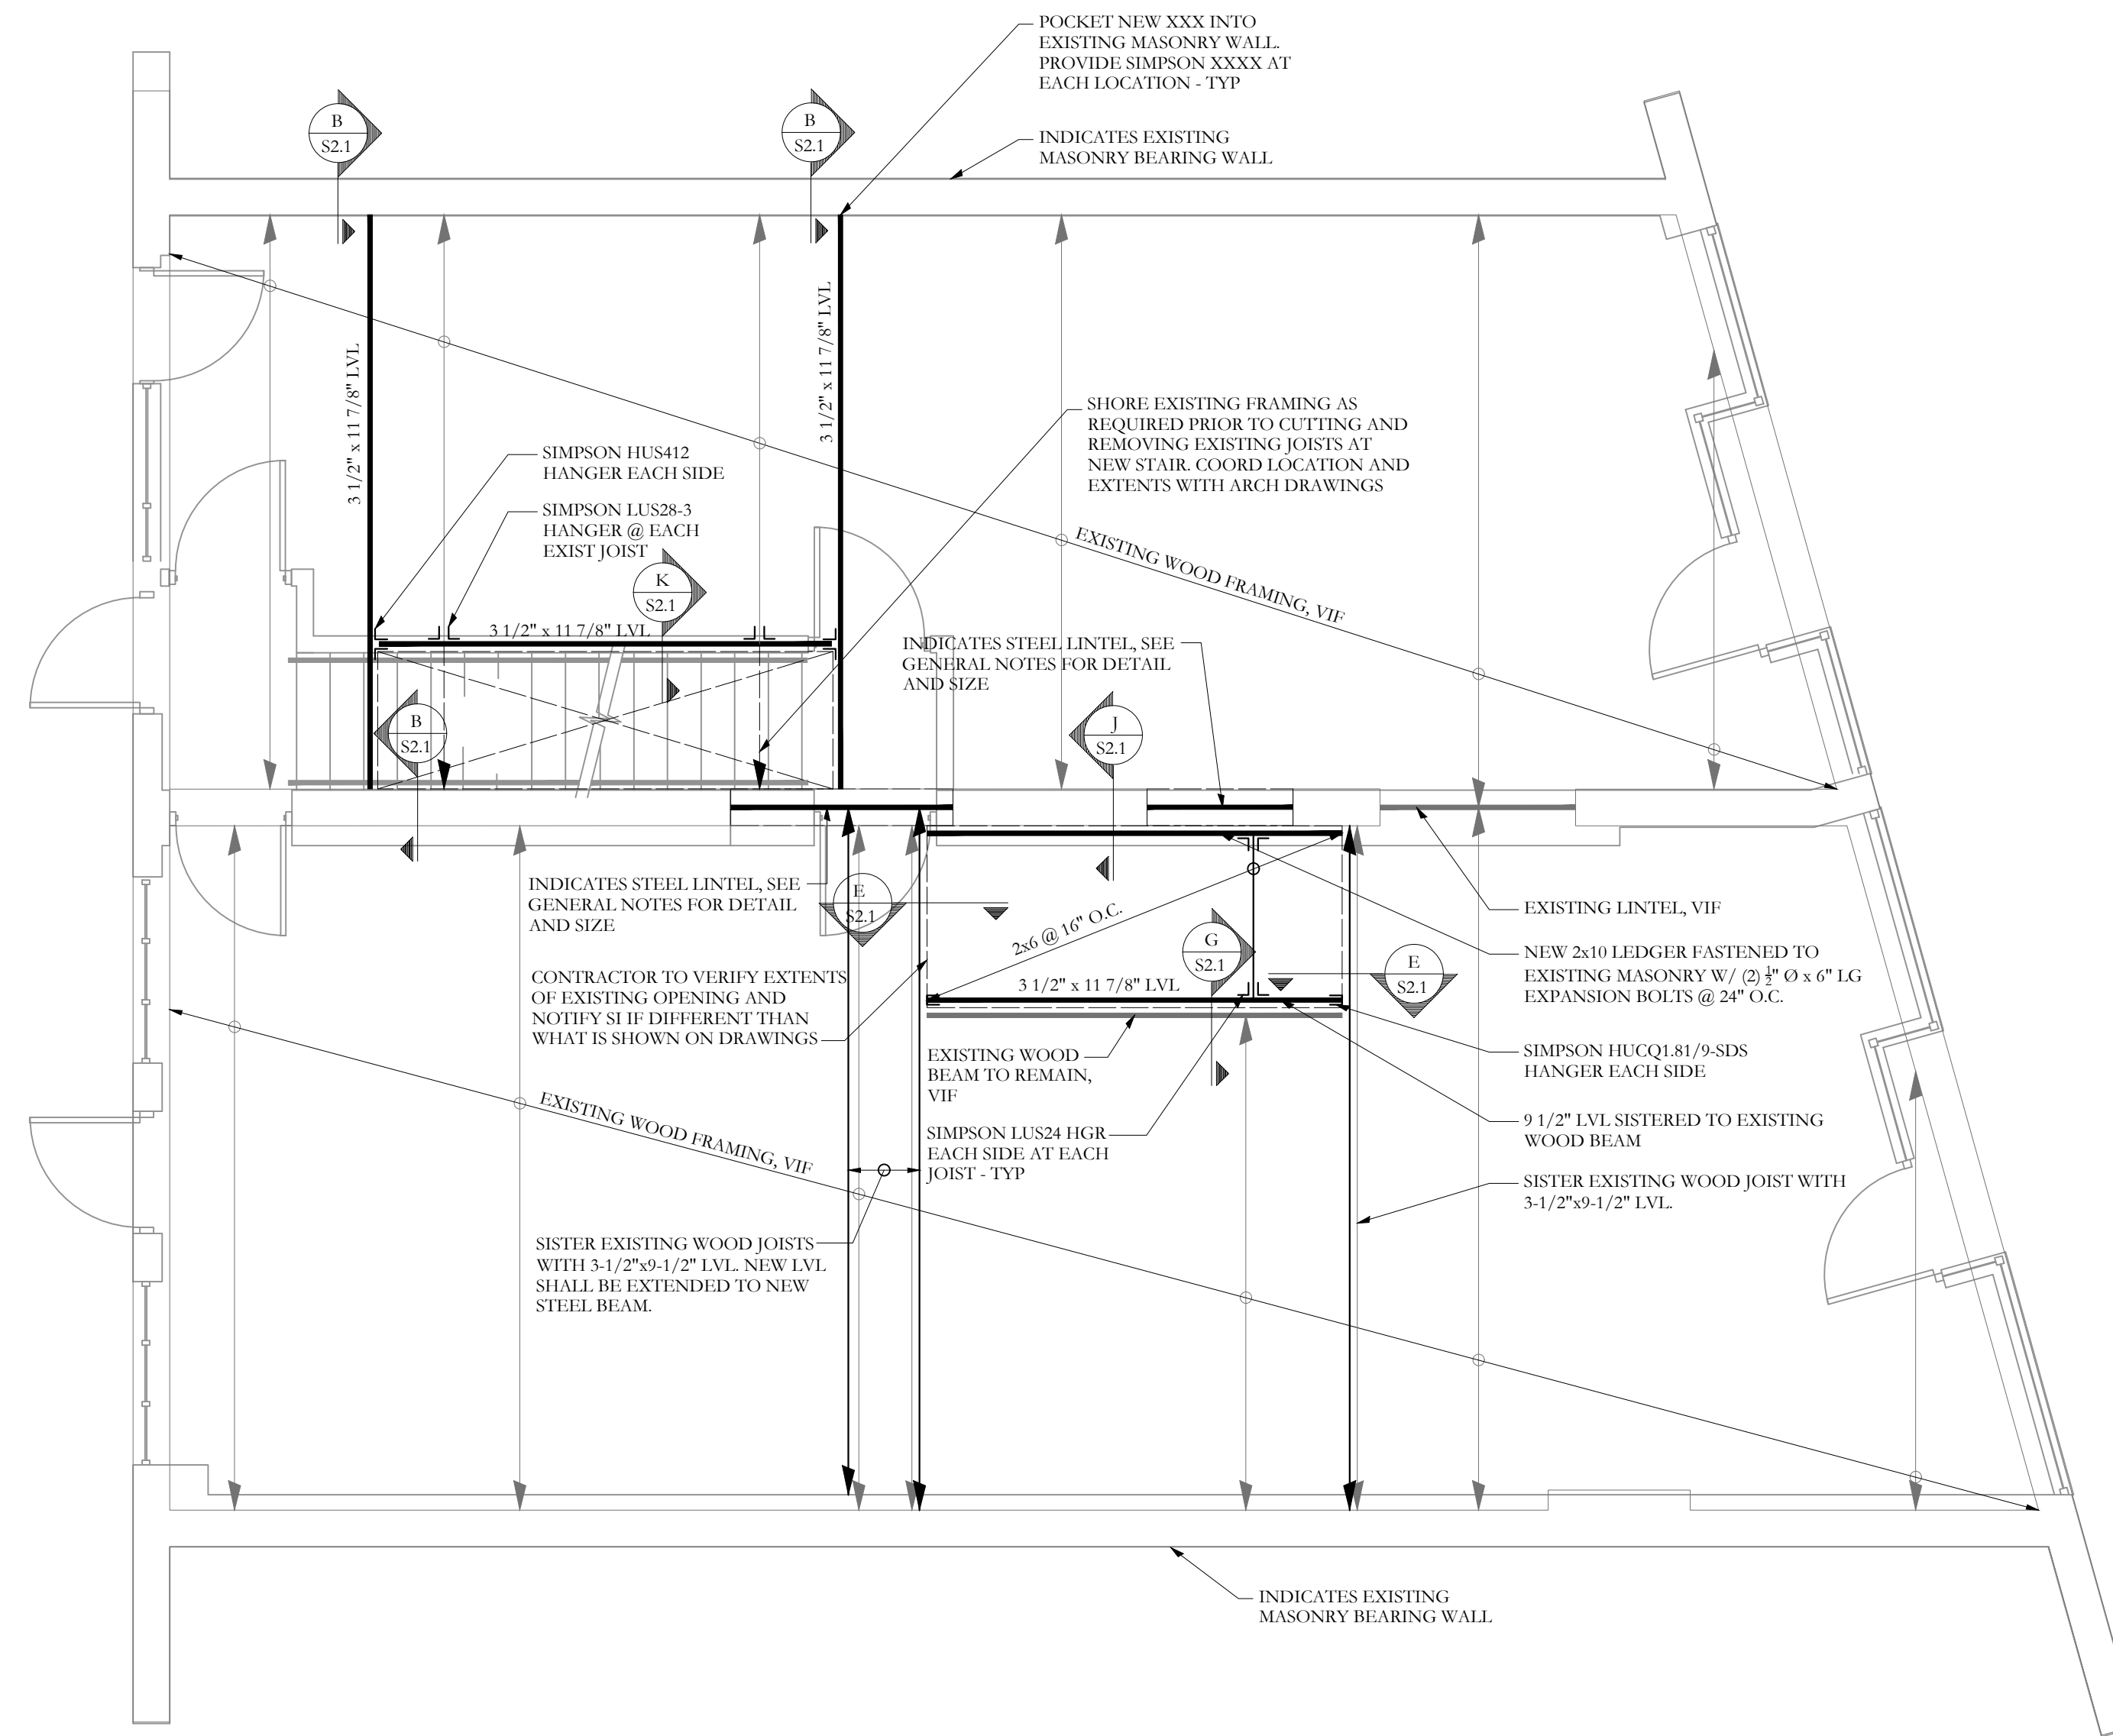 POCKET NEW XXX INTO
EXISTING MASONRY WALL.
PROVIDE SIMPSON XXXX AT
EACH LOCATION - TYP
B
S2.1
B
S2.1
INDICATES EXISTING
MASONRY BEARING WALL
3 1/2" x 11 7/8" LVL
3 1/2" x 11 7/8" LVL
SHORE EXISTING FRAMING AS
REQUIRED PRIOR TO CUTTING AND
REMOVING EXISTING JOISTS AT
NEW STAIR. COORD LOCATION AND
EXTENTS WITH ARCH DRAWINGS
SIMPSON HUS412
HANGER EACH SIDE
SIMPSON LUS28-3
HANGER @ EACH
EXIST JOIST
EXISTING WOOD FRAMING, VIF
K
S2.1
3 1/2" x 11 7/8" LVL
INDICATES STEEL LINTEL, SEE
GENERAL NOTES FOR DETAIL
AND SIZE
B
S2.1
J
S2.1
INDICATES STEEL LINTEL, SEE
GENERAL NOTES FOR DETAIL
AND SIZE
E
S2.1
2x6 @ 16" O.C.
EXISTING LINTEL, VIF
G
S2.1
NEW 2x10 LEDGER FASTENED TO
EXISTING MASONRY W/ (2) ½" Ø x 6" LG
EXPANSION BOLTS @ 24" O.C.
CONTRACTOR TO VERIFY EXTENTS
OF EXISTING OPENING AND
NOTIFY SI IF DIFFERENT THAN
WHAT IS SHOWN ON DRAWINGS
3 1/2" x 11 7/8" LVL
E
S2.1
EXISTING WOOD
BEAM TO REMAIN,
VIF
SIMPSON HUCQ1.81/9-SDS
HANGER EACH SIDE
EXISTING WOOD FRAMING, VIF
SIMPSON LUS24 HGR
EACH SIDE AT EACH
JOIST - TYP
9 1/2" LVL SISTERED TO EXISTING
WOOD BEAM
SISTER EXISTING WOOD JOIST WITH
3-1/2"x9-1/2" LVL.
SISTER EXISTING WOOD JOISTS
WITH 3-1/2"x9-1/2" LVL. NEW LVL
SHALL BE EXTENDED TO NEW
STEEL BEAM.
INDICATES EXISTING
MASONRY BEARING WALL